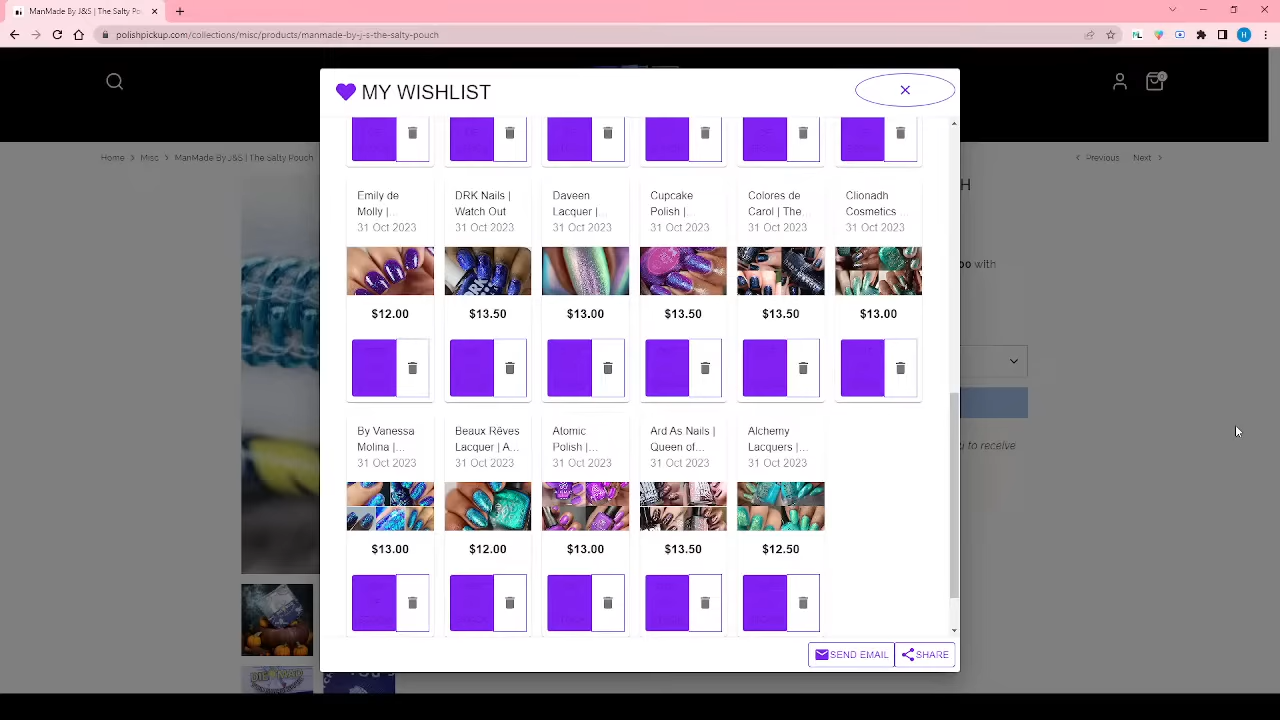 ManMade By J&S | The Salty Pou
polishpickup.com/collections/misc/products/manmade-by-j-s-the-salty-pouch
MY WISHLIST
Home > Misc > ManMade By J&S | The Salty Pouch
Previous Next
H
Emily de Molly |...
31 Oct 2023
$12.00
DRK Nails | Watch Out
31 Oct 2023
$13.50
Daveen Lacquer |...
31 Oct 2023
$13.00
Cupcake Polish |...
31 Oct 2023
$13.50
Colores de Carol | The...
31 Oct 2023
$13.50
Clionadh Cosmetics ...
31 Oct 2023
$13.00
with
to receive
By Vanessa Molina |...
31 Oct 2023
$13.00
Beaux Rêves Lacquer | A...
31 Oct 2023
$12.00
Atomic Polish |...
31 Oct 2023
$13.00
Ard As Nails | Queen of...
31 Oct 2023
$13.50
Alchemy Lacquers |...
31 Oct 2023
$12.50
SEND EMAIL
SHARE